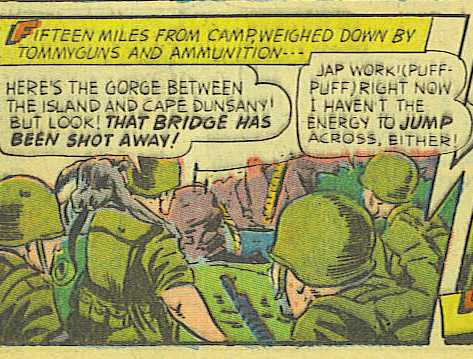 FIFTEEN MILES FROM CAMP, WEIGHED DOWN BY
TOMMYGUNS AND AMMUNITION---
HERE'S THE GORGE BETWEEN
THE ISLAND AND CAPE DUNSANY!
BUT LOOK! THAT BRIDGE HAS
BEEN SHOT AWAY!
JAP WORK! (PUFF-
PUFF) RIGHT NOW
I HAVEN'T THE
ENERGY TO JUMP
ACROSS, EITHER!